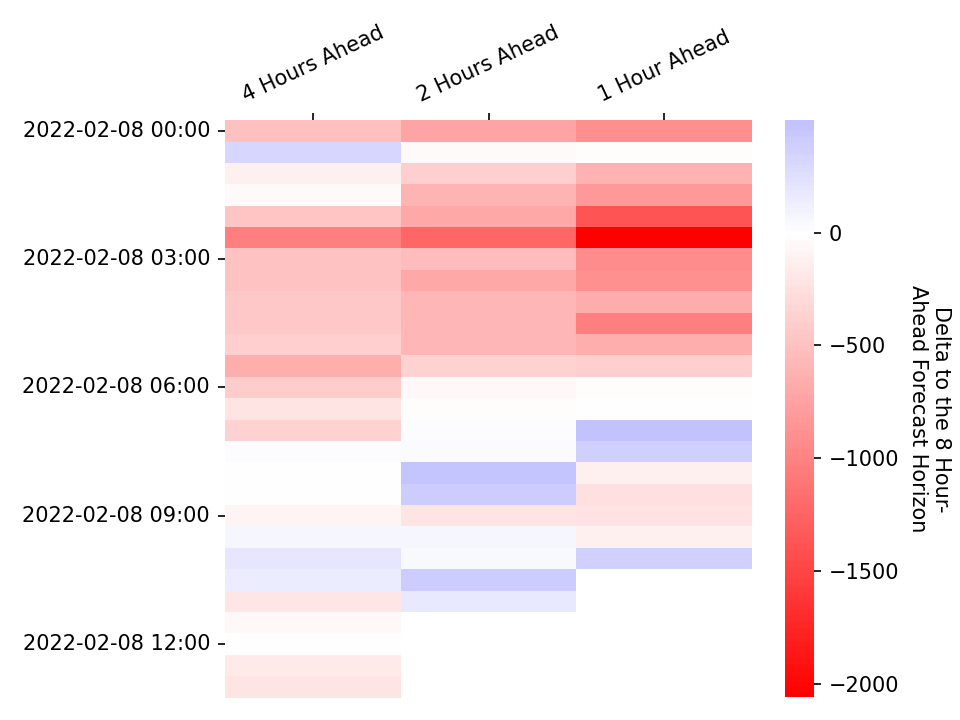 4 Hours Ahead
2 Hours Ahead
1 Hour Ahead
2022-02-08 00:00
2022-02-08 03:00
2022-02-08 06:00
2022-02-08 09:00
2022-02-08 12:00
0
−500
−1000
−1500
−2000
Delta to the 8 Hour-
Ahead Forecast Horizon